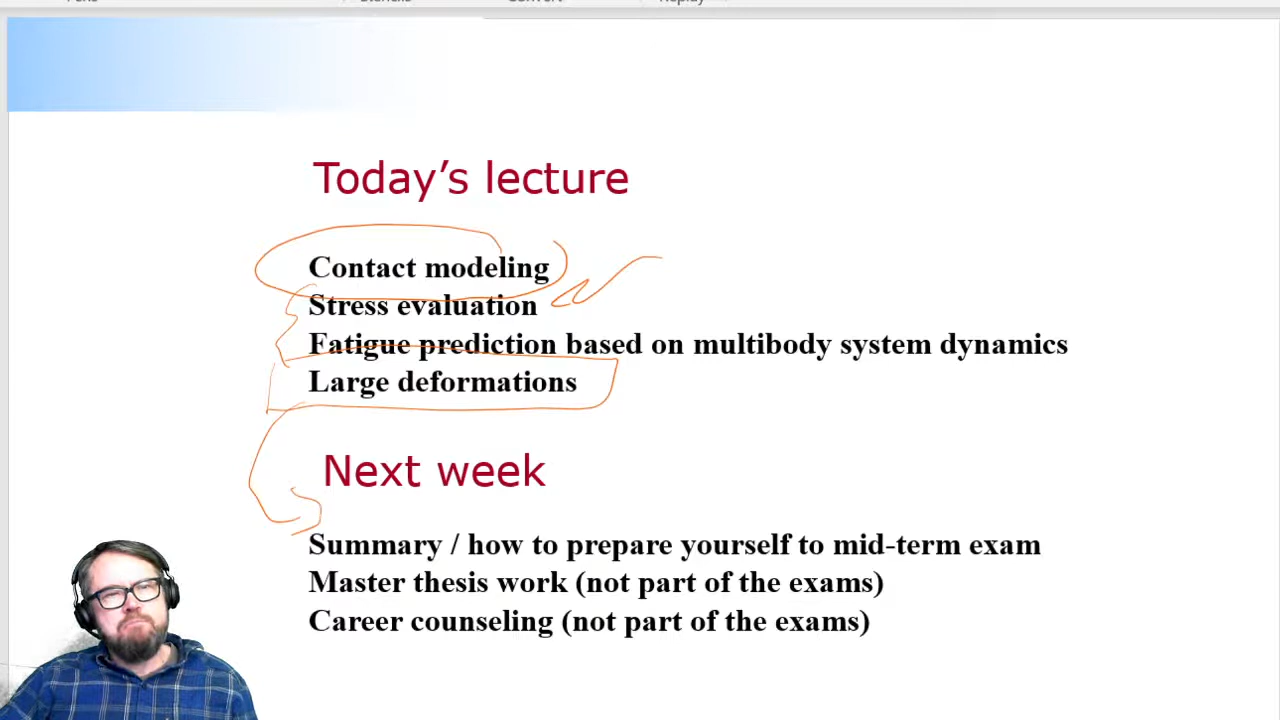 Today's lecture
Contact modeling
Stress evaluation
Fatigue prediction based on multibody system dynamics
Large deformations
Next week
Summary / how to prepare yourself to mid-term exam
Master thesis work (not part of the exams)
Career counseling (not part of the exams)